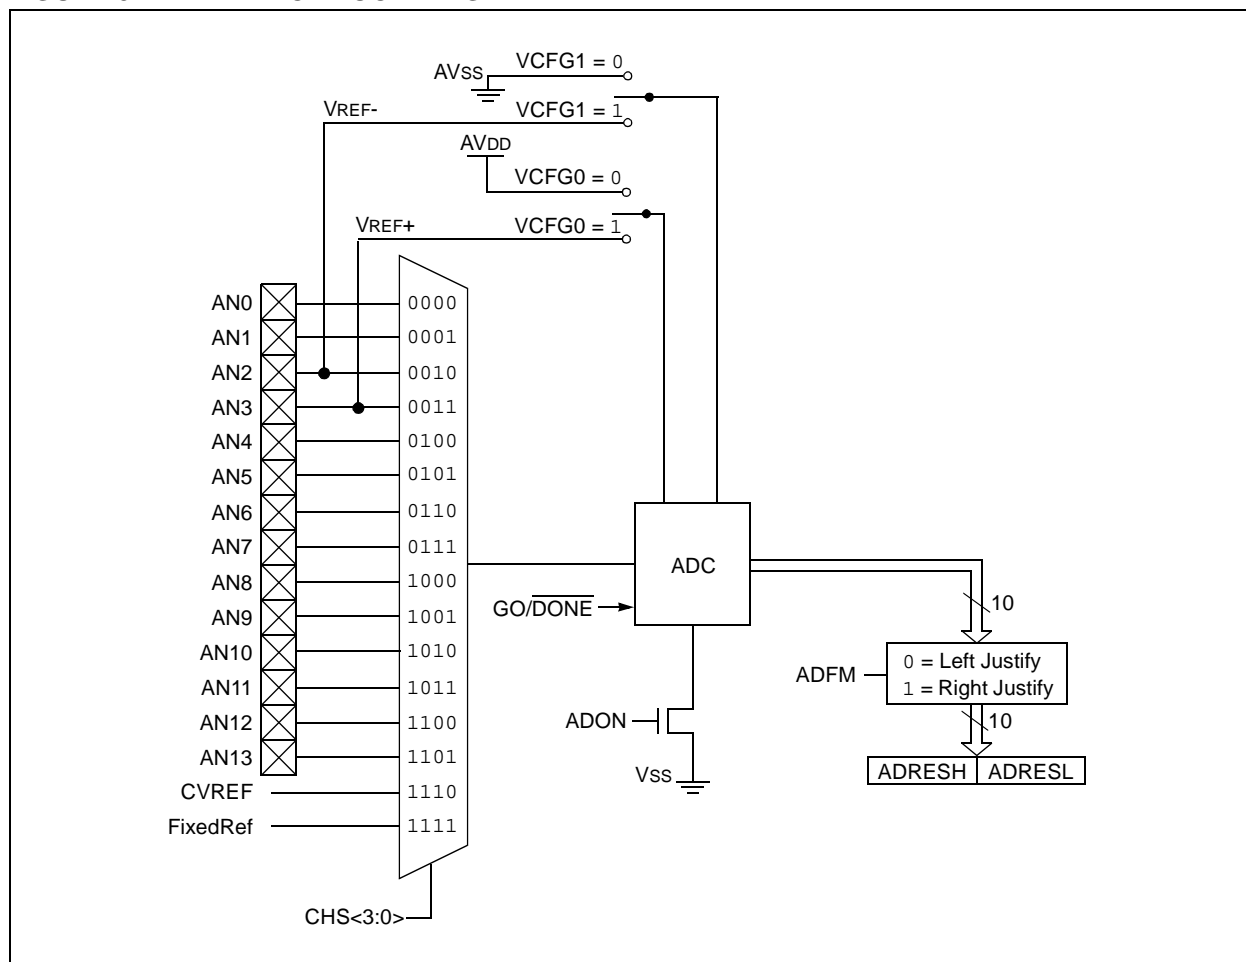 AVSS
VCFG1 = 0
VREF-
VCFG1 = 1
AVDD
VCFG0 = 0
VREF+
VCFG0 = 1
AN0
0000
AN1
0001
AN2
0010
AN3
0011
AN4
0100
AN5
0101
AN6
0110
AN7
0111
AN8
1000
AN9
1001
AN10
1010
AN11
1011
AN12
1100
AN13
1101
CVREF
1110
FixedRef
1111
CHS<3:0>
ADC
GO/DONE
ADON
VSS
10
ADFM
0 = Left Justify
1 = Right Justify
10
ADRESH
ADRESL